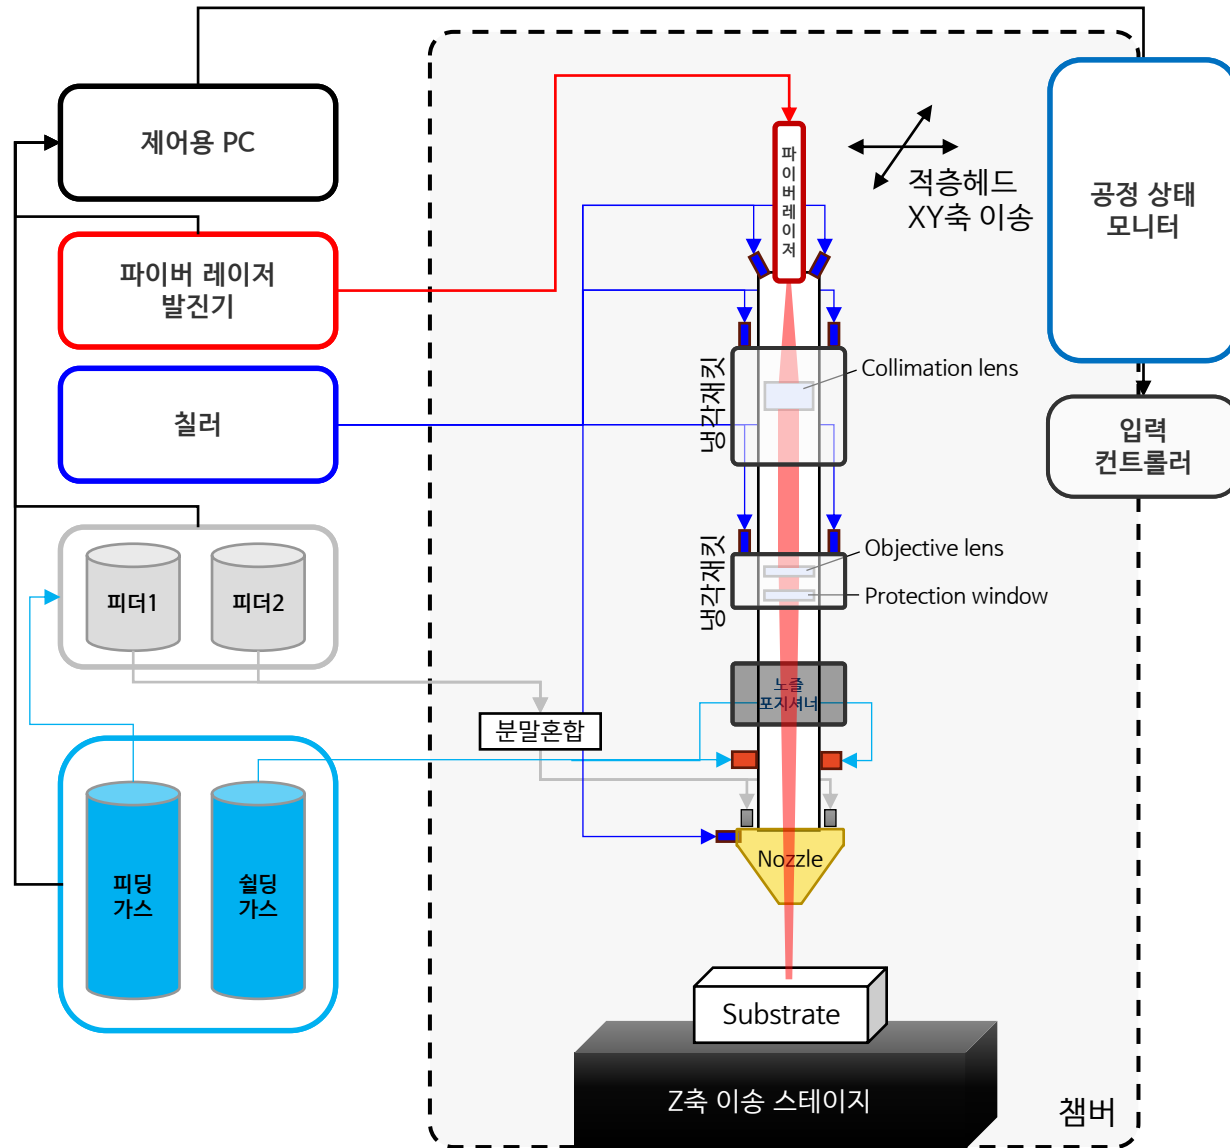 제어용 PC
파이버 레이저
발진기
칠러
피더1
피더2
피딩
가스
쉴딩
가스
분말혼합
파이버레이저
적층헤드
XY축 이송
냉각재킷
Collimation lens
냉각재킷
Objective lens
Protection window
노즐
포지셔너
Nozzle
Substrate
Z축 이송 스테이지
챔버
공정 상태
모니터
입력
컨트롤러